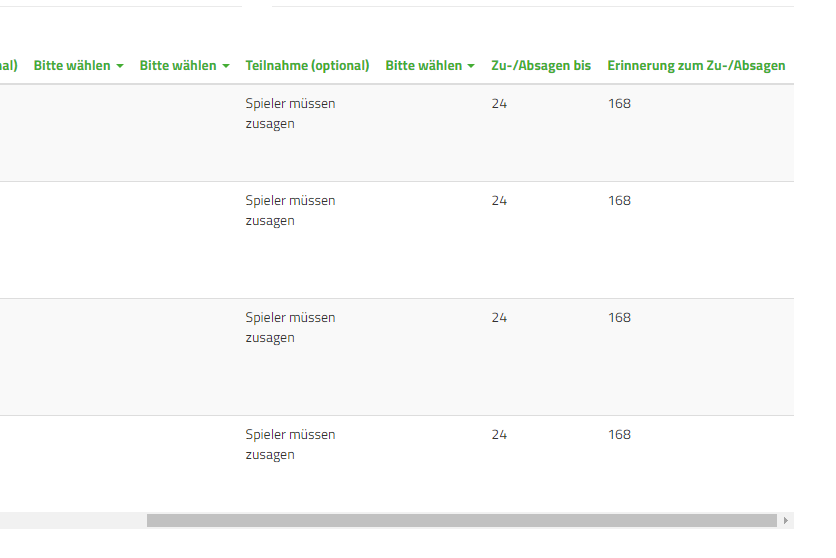 al) Bitte wählen Bitte wählen Teilnahme (optional) Bitte wählen Zu-/Absagen bis Erinnerung zum Zu-/Absagen
Spieler müssen 24 168
zusagen
Spieler müssen 24 168
zusagen
Spieler müssen 24 168
zusagen
Spieler müssen 24 168
zusagen